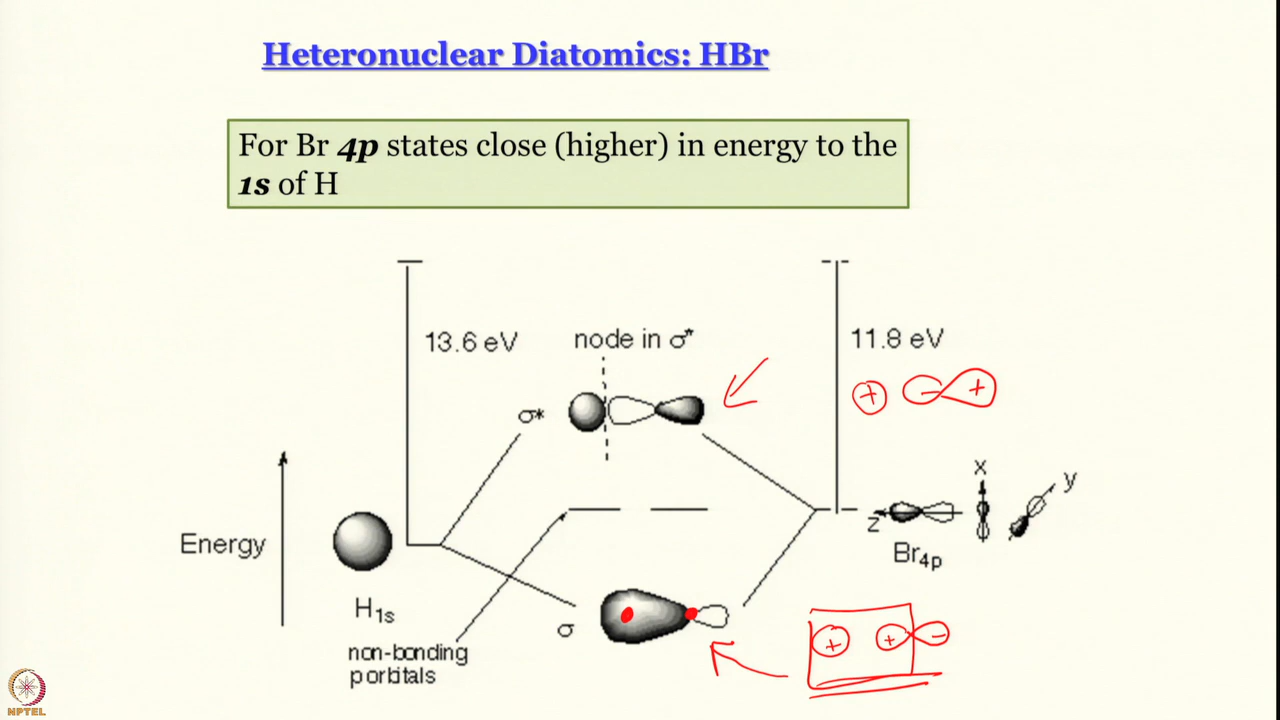 Heteronuclear Diatomics: HBr
For Br 4p states close (higher) in energy to the
1s of H
13.6 eV
node in σ*
11.8 eV
+ - +
σ*
x
y
z
Energy
Br4p
H1s
σ
+ + -
non-bonding
porbitals
NPTEL